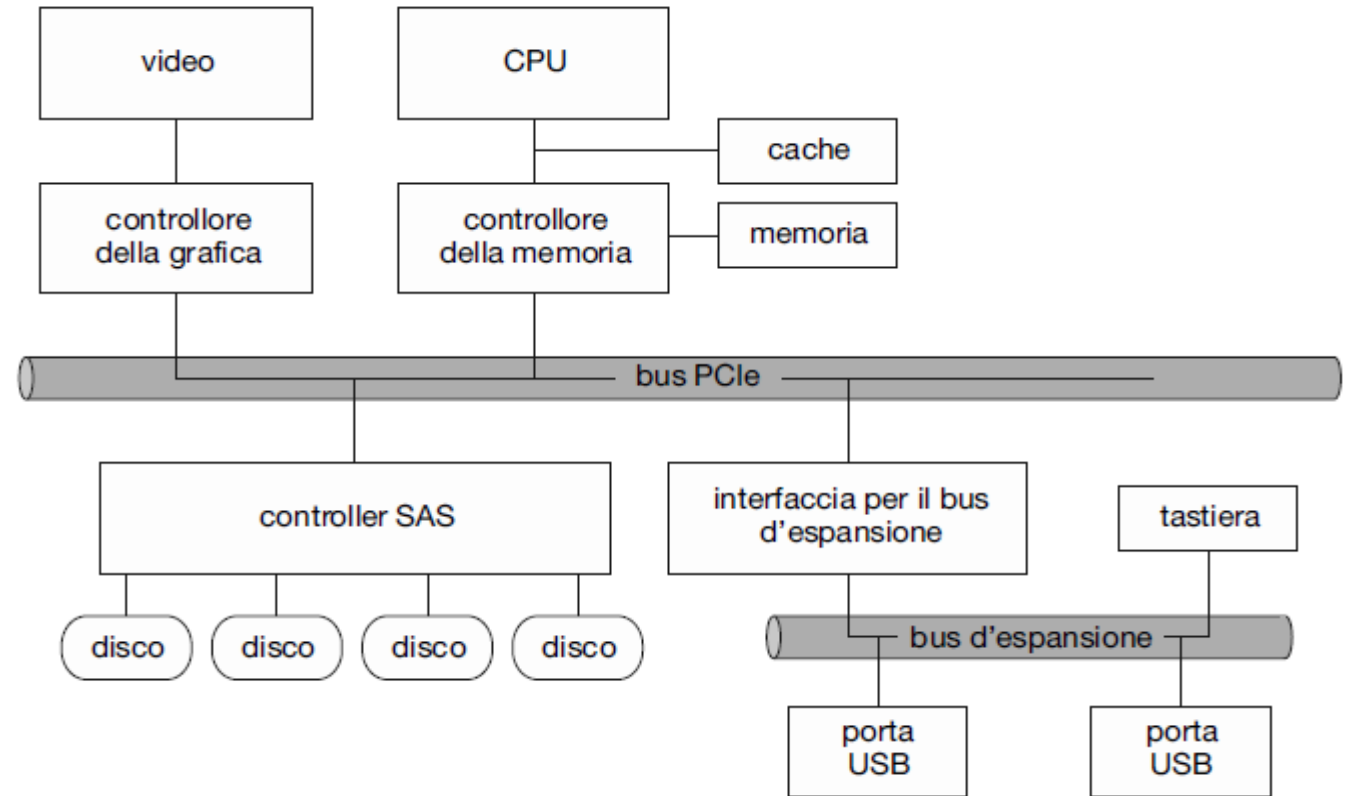 video
CPU
cache
controllore
della grafica
controllore
della memoria
memoria
bus PCIe
controller SAS
interfaccia per il bus
d'espansione
tastiera
disco
disco
disco
disco
bus d'espansione
porta
USB
porta
USB